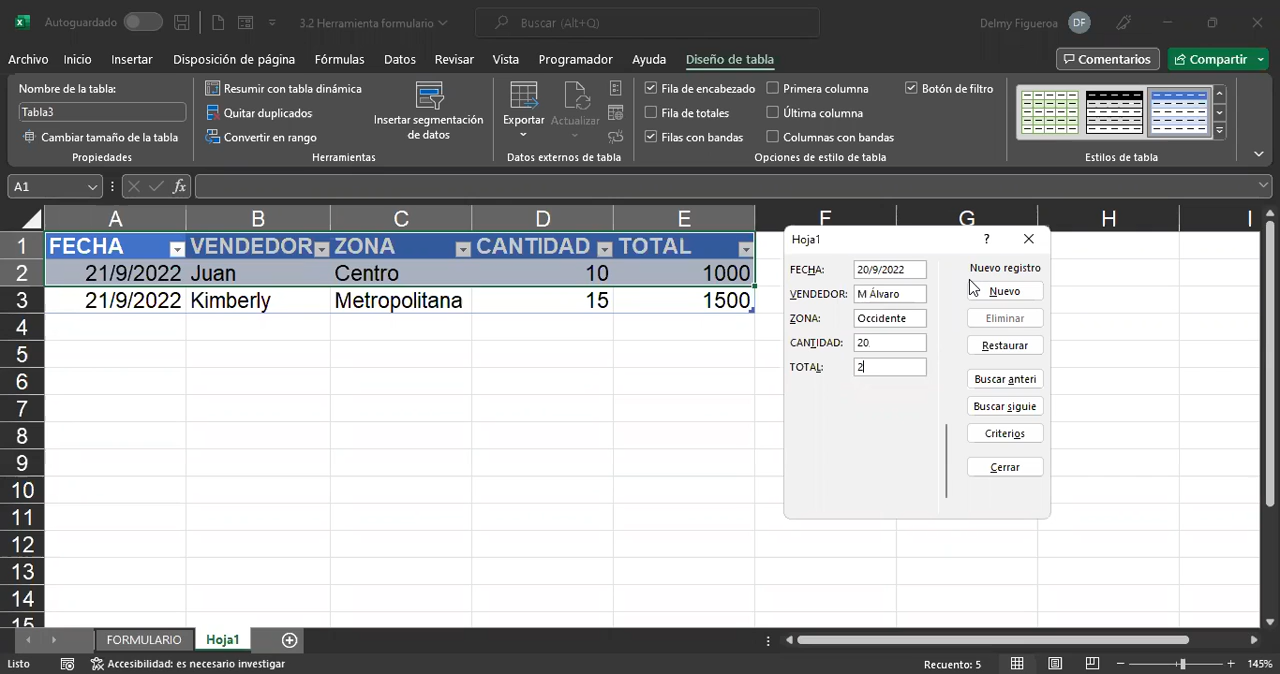 Autoguardado 3.2 Herramienta formulario Buscar (Alt+Q) Delmy Figueroa DF
Archivo Inicio Insertar Disposición de página Fórmulas Datos Revisar Vista Programador Ayuda Diseño de tabla Comentarios Compartir
Nombre de la tabla:
Tabla3
Cambiar tamaño de la tabla
Propiedades
Resumir con tabla dinámica
Quitar duplicados
Convertir en rango
Insertar segmentación
de datos
Herramientas
Exportar Actualizar
Datos externos de tabla
Fila de encabezado Primera columna Botón de filtro
Fila de totales Última columna
Filas con bandas Columnas con bandas
Opciones de estilo de tabla
Estilos de tabla
A1 fx
A B C D E F G H I
1 FECHA VENDEDOR ZONA CANTIDAD TOTAL
2 21/9/2022 Juan Centro 10 1000
3 21/9/2022 Kimberly Metropolitana 15 1500
4
5
6
7
8
9
10
11
12
13
14
15
Hoja1 ?
FECHA: 20/9/2022
VENDEDOR: M Álvaro
ZONA: Occidente
CANTIDAD: 20
TOTAL: 2
Nuevo registro
Nuevo
Eliminar
Restaurar
Buscar anteri
Buscar siguie
Criterios
Cerrar
FORMULARIO Hoja1
Listo Accesibilidad: es necesario investigar Recuento: 5 145%